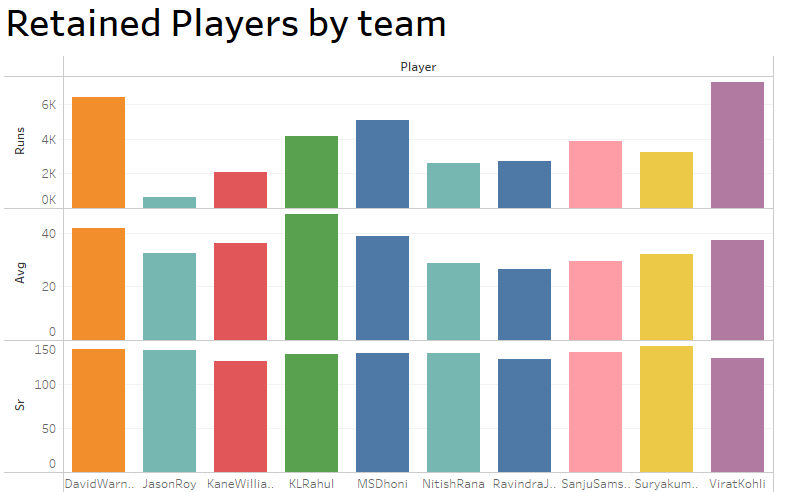 Retained Players by team
Player
Runs
6K
4K
2K
0K
Avg
40
20
0
Sr
150
100
50
0
DavidWarn.. JasonRoy KaneWillia.. KLRahul MSDhoni NitishRana RavindraJ.. SanjuSams.. Suryakum.. ViratKohli